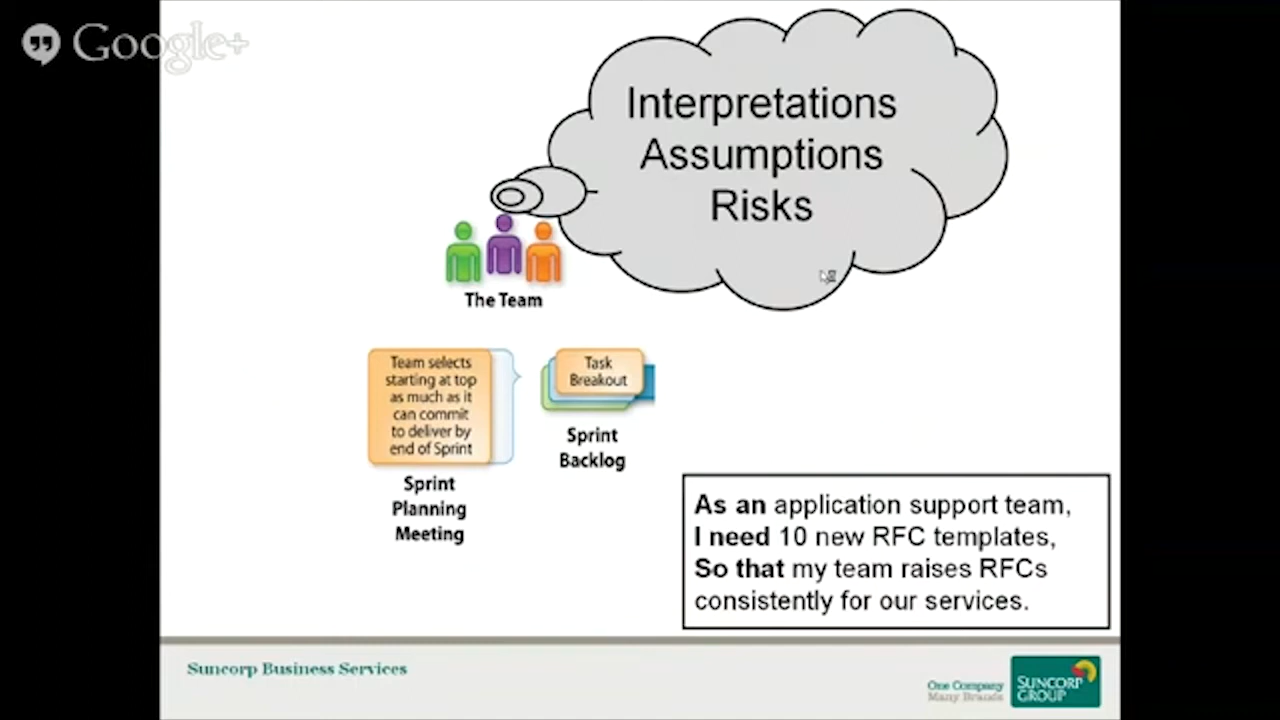 Google+
Interpretations
Assumptions
Risks
The Team
Team selects
starting at top
as much as it
can commit
to deliver by
end of Sprint
Sprint
Planning
Meeting
Task
Breakout
Sprint
Backlog
As an application support team,
I need 10 new RFC templates,
So that my team raises RFCs
consistently for our services.
Suncorp Business Services
One Company
Many Brands
SUNCORP
GROUP